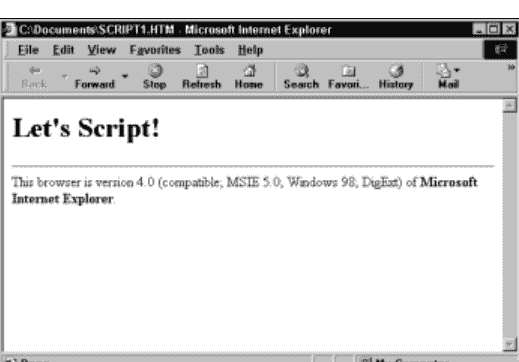 C:\Documents\SCRIPT1.HTM - Microsoft Internet Explorer
File Edit View Favorites Tools Help
Back Forward Stop Refresh Home Search Favori... History Mail
Let's Script!
This browser is version 4.0 (compatible; MSIE 5.0; Windows 98; DigExt) of Microsoft
Internet Explorer.